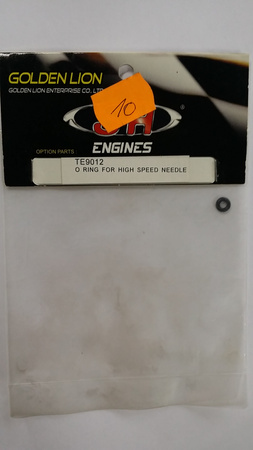 GOLDEN LION
GOLDEN LION ENTERPRISE CO., LTD
10
ENGINES
OPTION PARTS
TE9012
O RING FOR HIGH SPEED NEEDLE